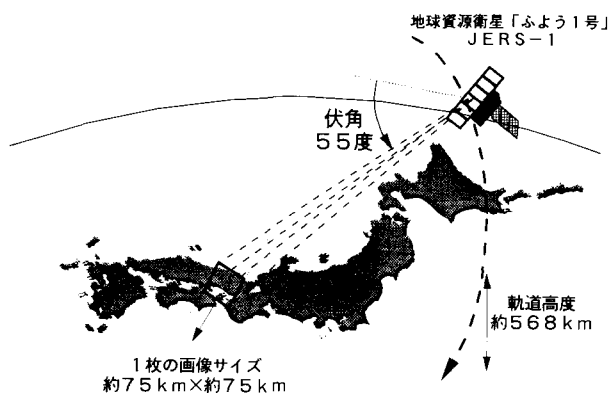 地球資源衛星「ふよう１号」
ＪＥＲＳ－１
伏角
５５度
軌道高度
約５６８ｋｍ
１枚の画像サイズ
約７５ｋｍ×約７５ｋｍ